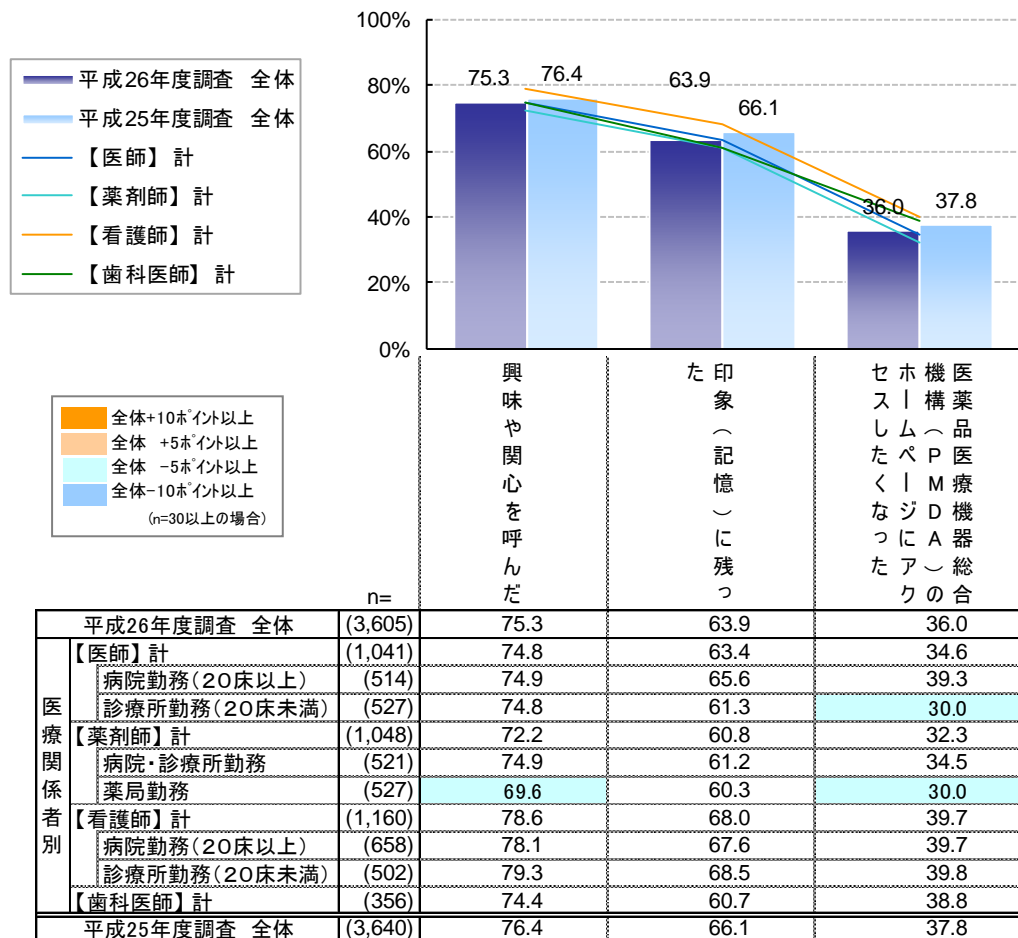 100%
80%
60%
40%
20%
0%
75.3 76.4 63.9 66.1 36.0 37.8
平成26年度調査 全体
平成25年度調査 全体
【医師】計
【薬剤師】計
【看護師】計
【歯科医師】計
全体+10ポイント以上
全体 +5ポイント以上
全体 -5ポイント以上
全体-10ポイント以上
(n=30以上の場合)
興味や関心を呼んだ
印象(記憶)に残っ
た
医薬品医療機器総合
機構(PMDA)の
ホームページにアク
セスしたくなった
n=
平成26年度調査 全体 (3,605) 75.3 63.9 36.0
医療関係者別
【医師】計 (1,041) 74.8 63.4 34.6
病院勤務(20床以上) (514) 74.9 65.6 39.3
診療所勤務(20床未満) (527) 74.8 61.3 30.0
【薬剤師】計 (1,048) 72.2 60.8 32.3
病院・診療所勤務 (521) 74.9 61.2 34.5
薬局勤務 (527) 69.6 60.3 30.0
【看護師】計 (1,160) 78.6 68.0 39.7
病院勤務(20床以上) (658) 78.1 67.6 39.7
診療所勤務(20床未満) (502) 79.3 68.5 39.8
【歯科医師】計 (356) 74.4 60.7 38.8
平成25年度調査 全体 (3,640) 76.4 66.1 37.8